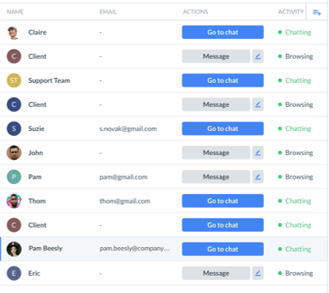 NAME EMAIL ACTIONS ACTIVITY
Claire - Go to chat Chatting
C Client - Message Browsing
ST Support Team - Go to chat Chatting
C Client - Message Browsing
S Suzie s.novak@gmail.com Go to chat Chatting
John - Message Browsing
P Pam pam@gmail.com Message Browsing
Thom thom@gmail.com Go to chat Chatting
C Client - Go to chat Chatting
Pam Beesly pam.beesly@company... Go to chat Chatting
E Eric - Message Browsing